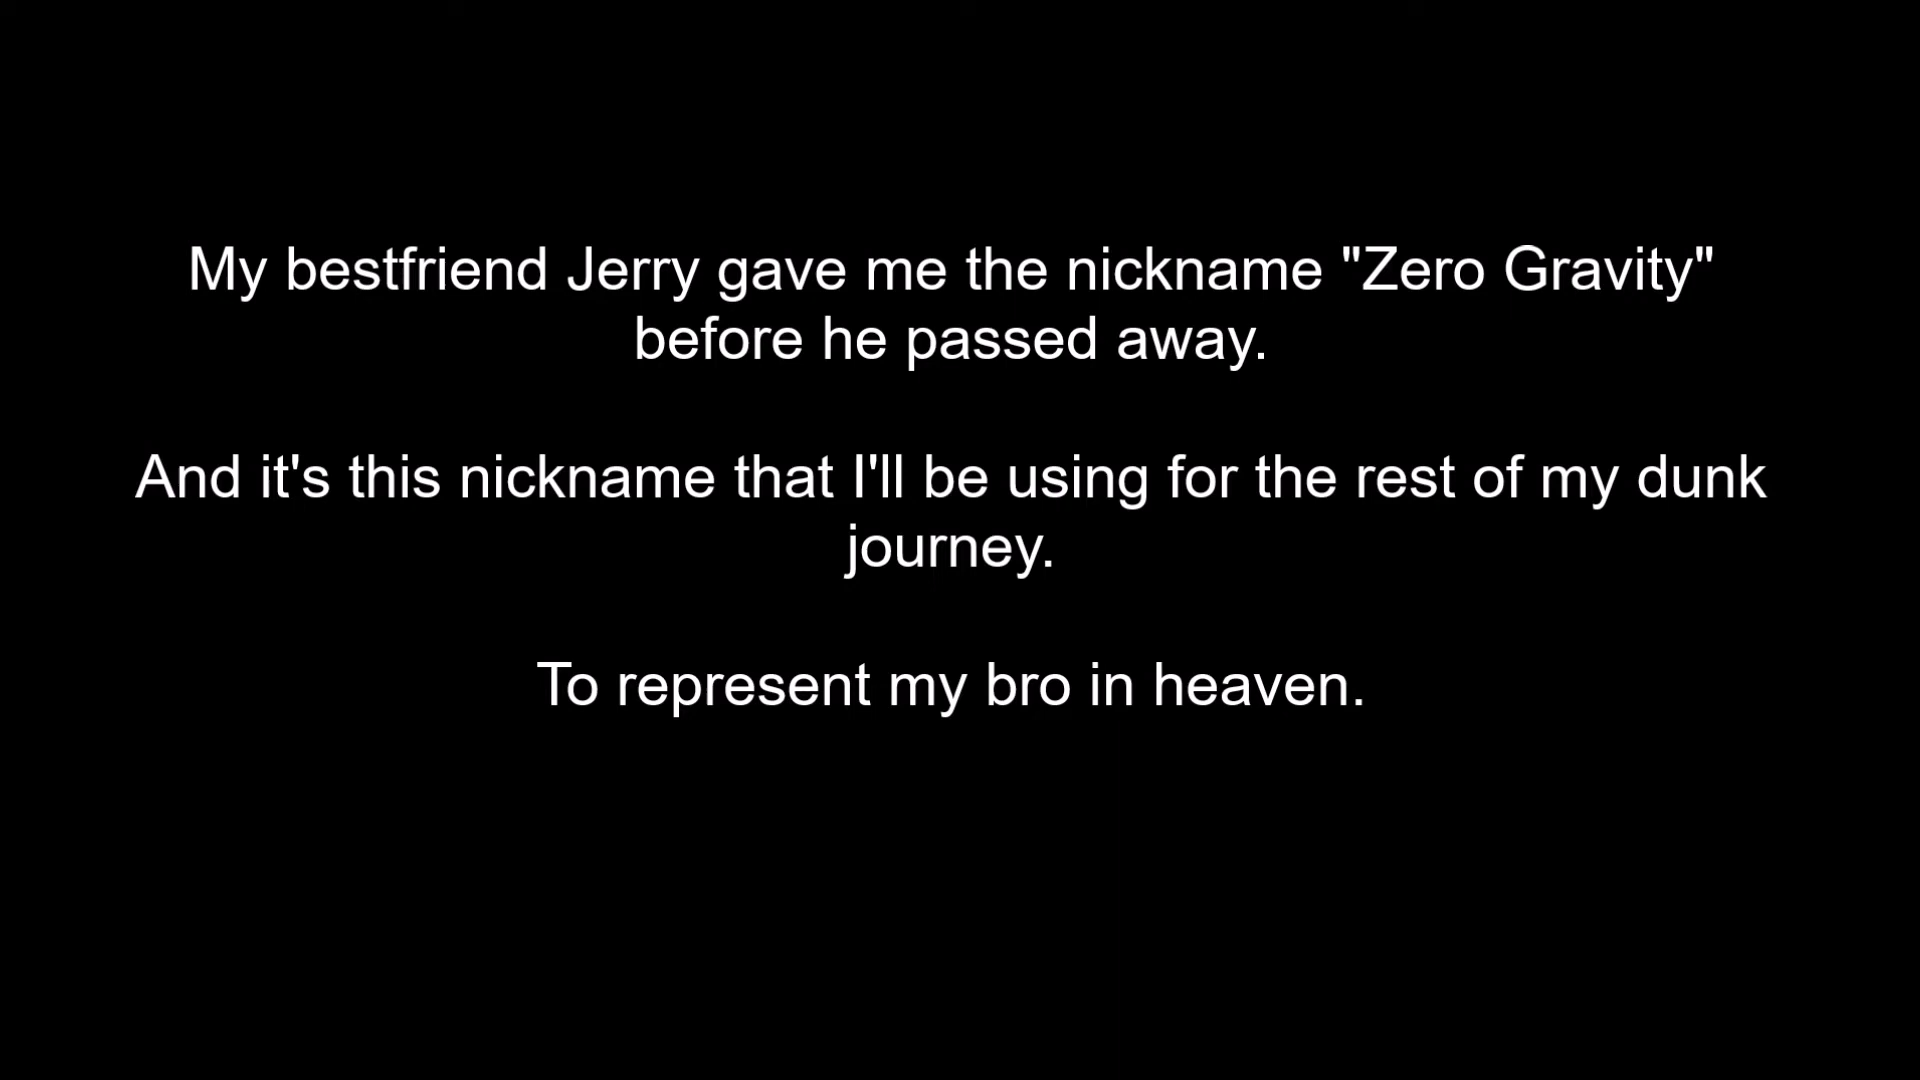 My bestfriend Jerry gave me the nickname "Zero Gravity"
before he passed away.
And it's this nickname that I'll be using for the rest of my dunk
journey.
To represent my bro in heaven.